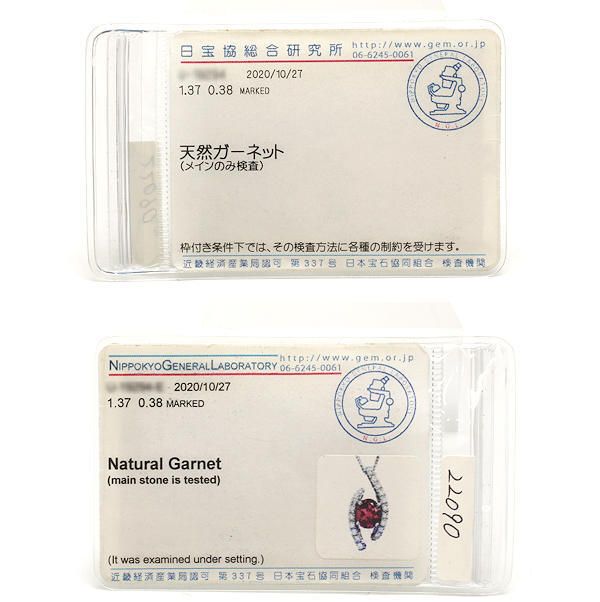 日宝協総合研究所
http://www.gem.or.jp
06-6245-0061
2020/10/27
1.37 0.38 MARKED
N.G.L.
天然ガーネット
(メインのみ検査)
枠付き条件下では、その検査方法に各種の制約を受けます。
近畿経済産業局認可 第337号 日本宝石協同組合 検査機関
22090
NIPPOKYO GENERAL LABORATORY
http://www.gem.or.jp
06-6245-0061
2020/10/27
1.37 0.38 MARKED
NIPPOKYO GENERAL LABORATORY
N.G.L.
Natural Garnet
(main stone is tested)
(It was examined under setting.)
近畿経済産業局認可 第337号 日本宝石協同組合 検査機関
22090